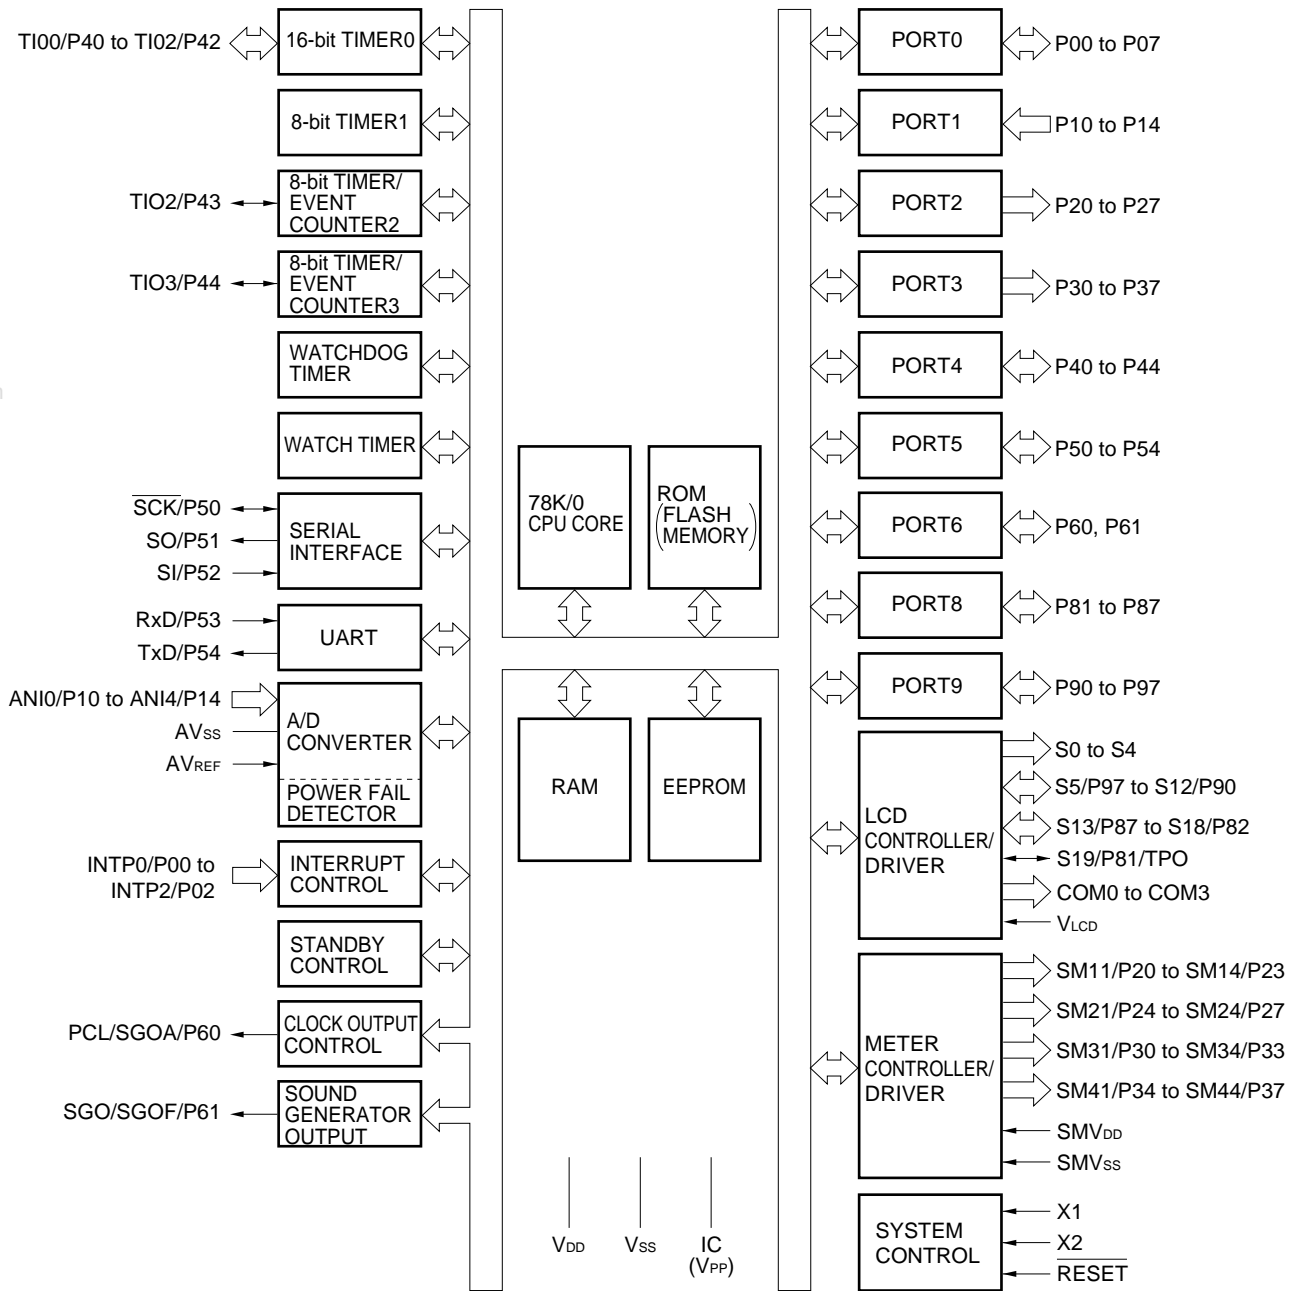 TI00/P40 to TI02/P42
16-bit TIMER0
8-bit TIMER1
TIO2/P43
8-bit TIMER/
EVENT
COUNTER2
TIO3/P44
8-bit TIMER/
EVENT
COUNTER3
WATCHDOG
TIMER
WATCH TIMER
SCK/P50
SO/P51
SI/P52
SERIAL
INTERFACE
RxD/P53
TxD/P54
UART
ANI0/P10 to ANI4/P14
AVSS
AVREF
A/D
CONVERTER
POWER FAIL
DETECTOR
INTP0/P00 to
INTP2/P02
INTERRUPT
CONTROL
STANDBY
CONTROL
PCL/SGOA/P60
CLOCK OUTPUT
CONTROL
SGO/SGOF/P61
SOUND
GENERATOR
OUTPUT
78K/0
CPU CORE
ROM
(FLASH
MEMORY)
RAM
EEPROM
VDD
VSS
IC
(VPP)
PORT0
P00 to P07
PORT1
P10 to P14
PORT2
P20 to P27
PORT3
P30 to P37
PORT4
P40 to P44
PORT5
P50 to P54
PORT6
P60, P61
PORT8
P81 to P87
PORT9
P90 to P97
LCD
CONTROLLER/
DRIVER
S0 to S4
S5/P97 to S12/P90
S13/P87 to S18/P82
S19/P81/TPO
COM0 to COM3
VLCD
METER
CONTROLLER/
DRIVER
SM11/P20 to SM14/P23
SM21/P24 to SM24/P27
SM31/P30 to SM34/P33
SM41/P34 to SM44/P37
SMVDD
SMVSS
SYSTEM
CONTROL
X1
X2
RESET